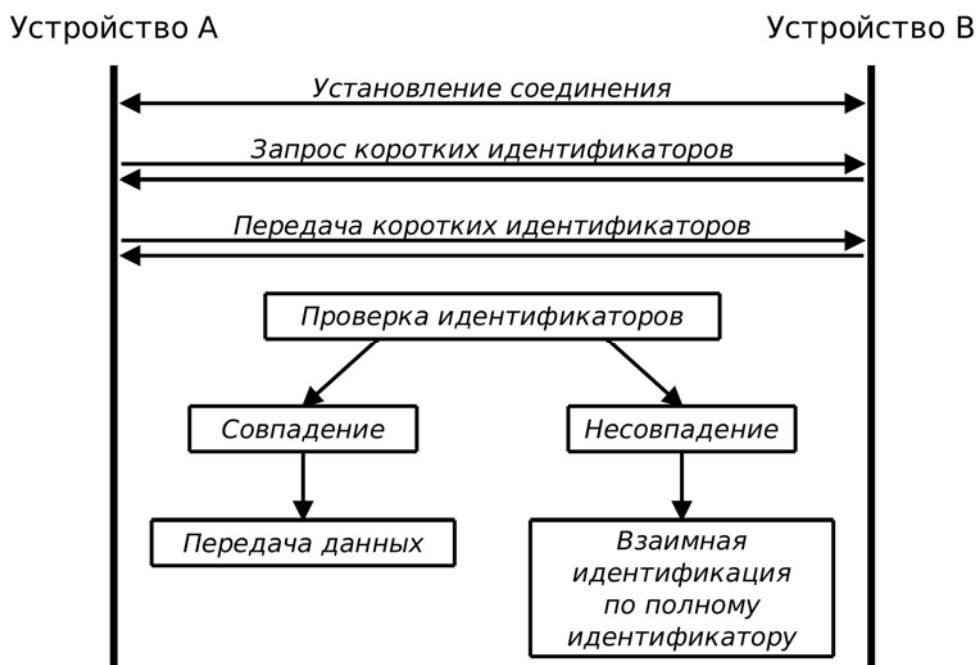 Устройство A
Устройство B
Установление соединения
Запрос коротких идентификаторов
Передача коротких идентификаторов
Проверка идентификаторов
Совпадение
Несовпадение
Передача данных
Взаимная
идентификация
по полному
идентификатору